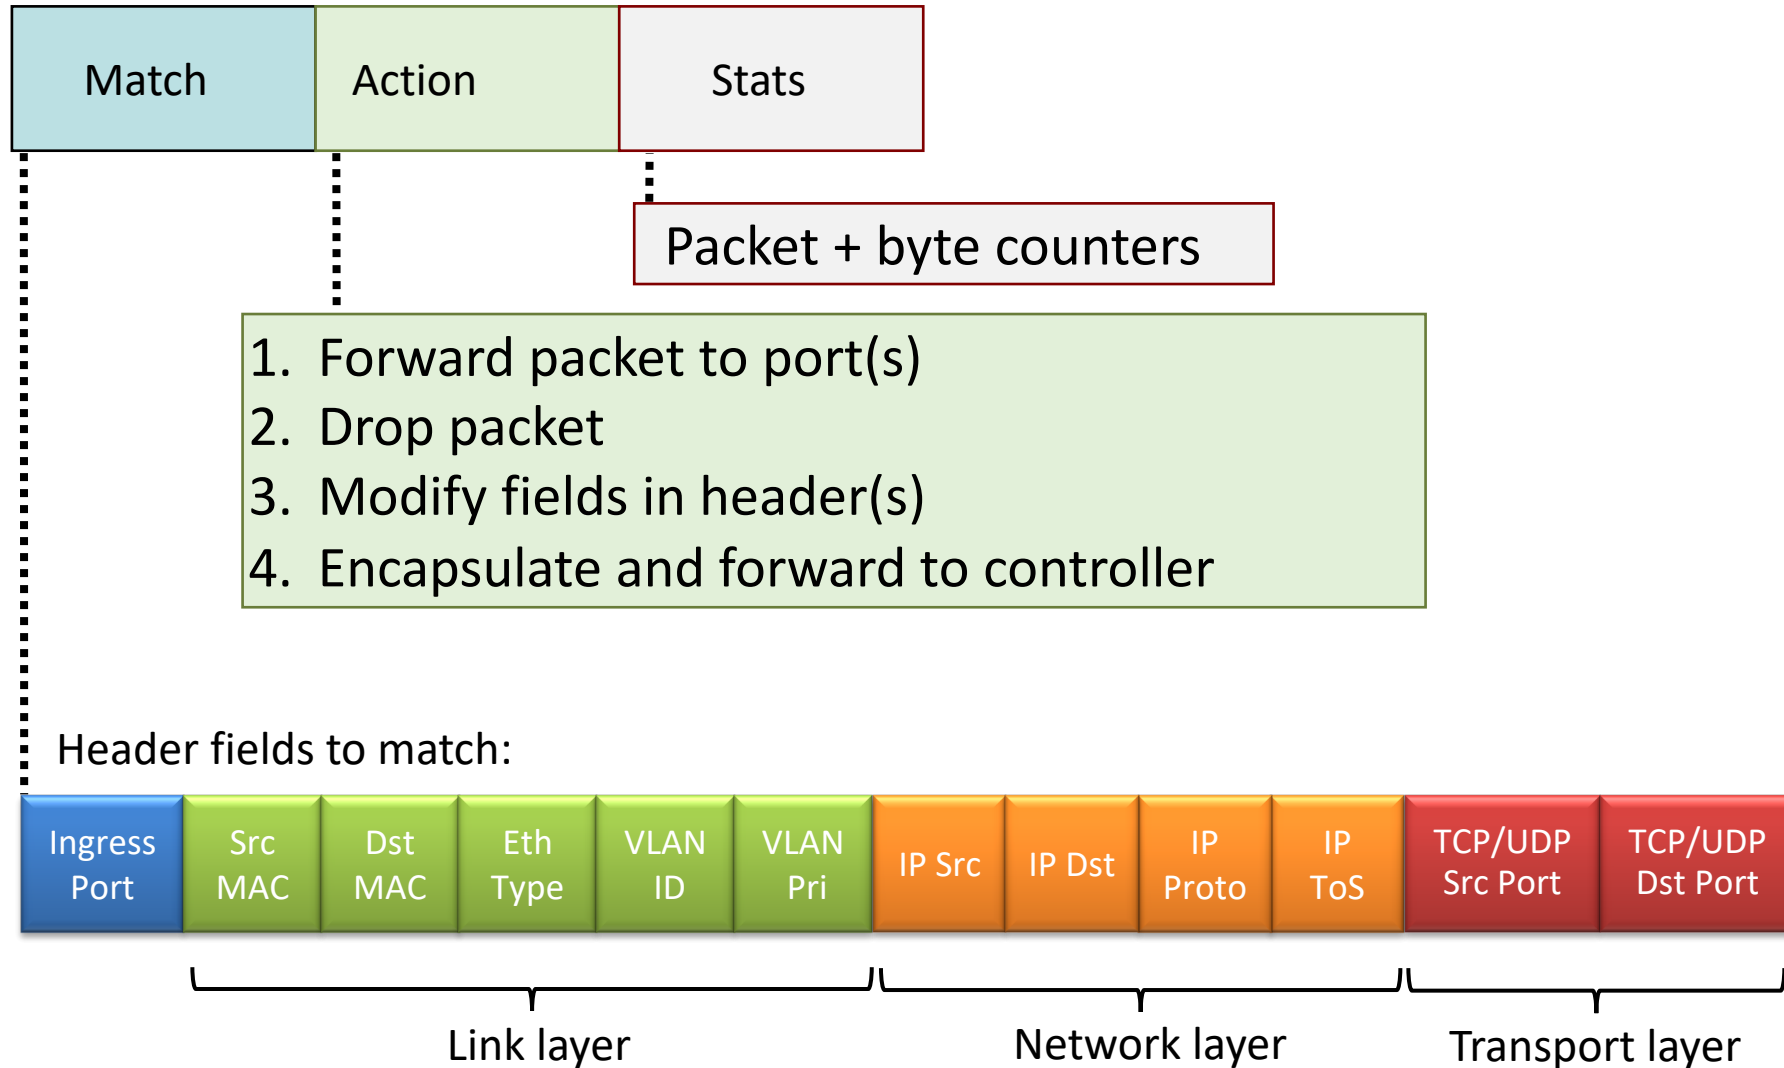 Match
Action
Stats
Packet + byte counters
1. Forward packet to port(s)
2. Drop packet
3. Modify fields in header(s)
4. Encapsulate and forward to controller
Header fields to match:
Ingress
Port
Src
MAC
Dst
MAC
Eth
Type
VLAN
ID
VLAN
Pri
IP Src
IP Dst
IP
Proto
IP
ToS
TCP/UDP
Src Port
TCP/UDP
Dst Port
Link layer
Network layer
Transport layer